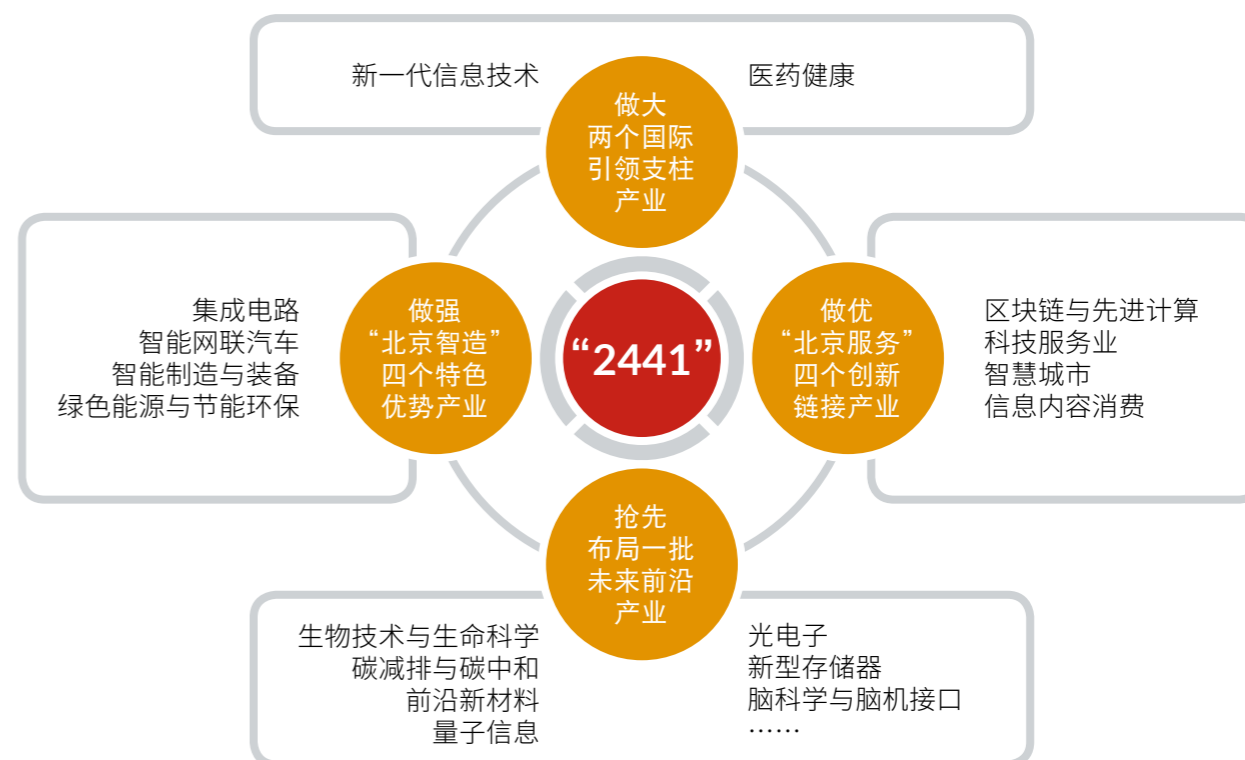 新一代信息技术
医药健康
做大
两个国际
引领支柱
产业
集成电路
智能网联汽车
智能制造与装备
绿色能源与节能环保
做强
“北京智造”
四个特色
优势产业
“2441”
做优
“北京服务”
四个创新
链接产业
区块链与先进计算
科技服务业
智慧城市
信息内容消费
抢先
布局一批
未来前沿
产业
生物技术与生命科学
碳减排与碳中和
前沿新材料
量子信息
光电子
新型存储器
脑科学与脑机接口
……